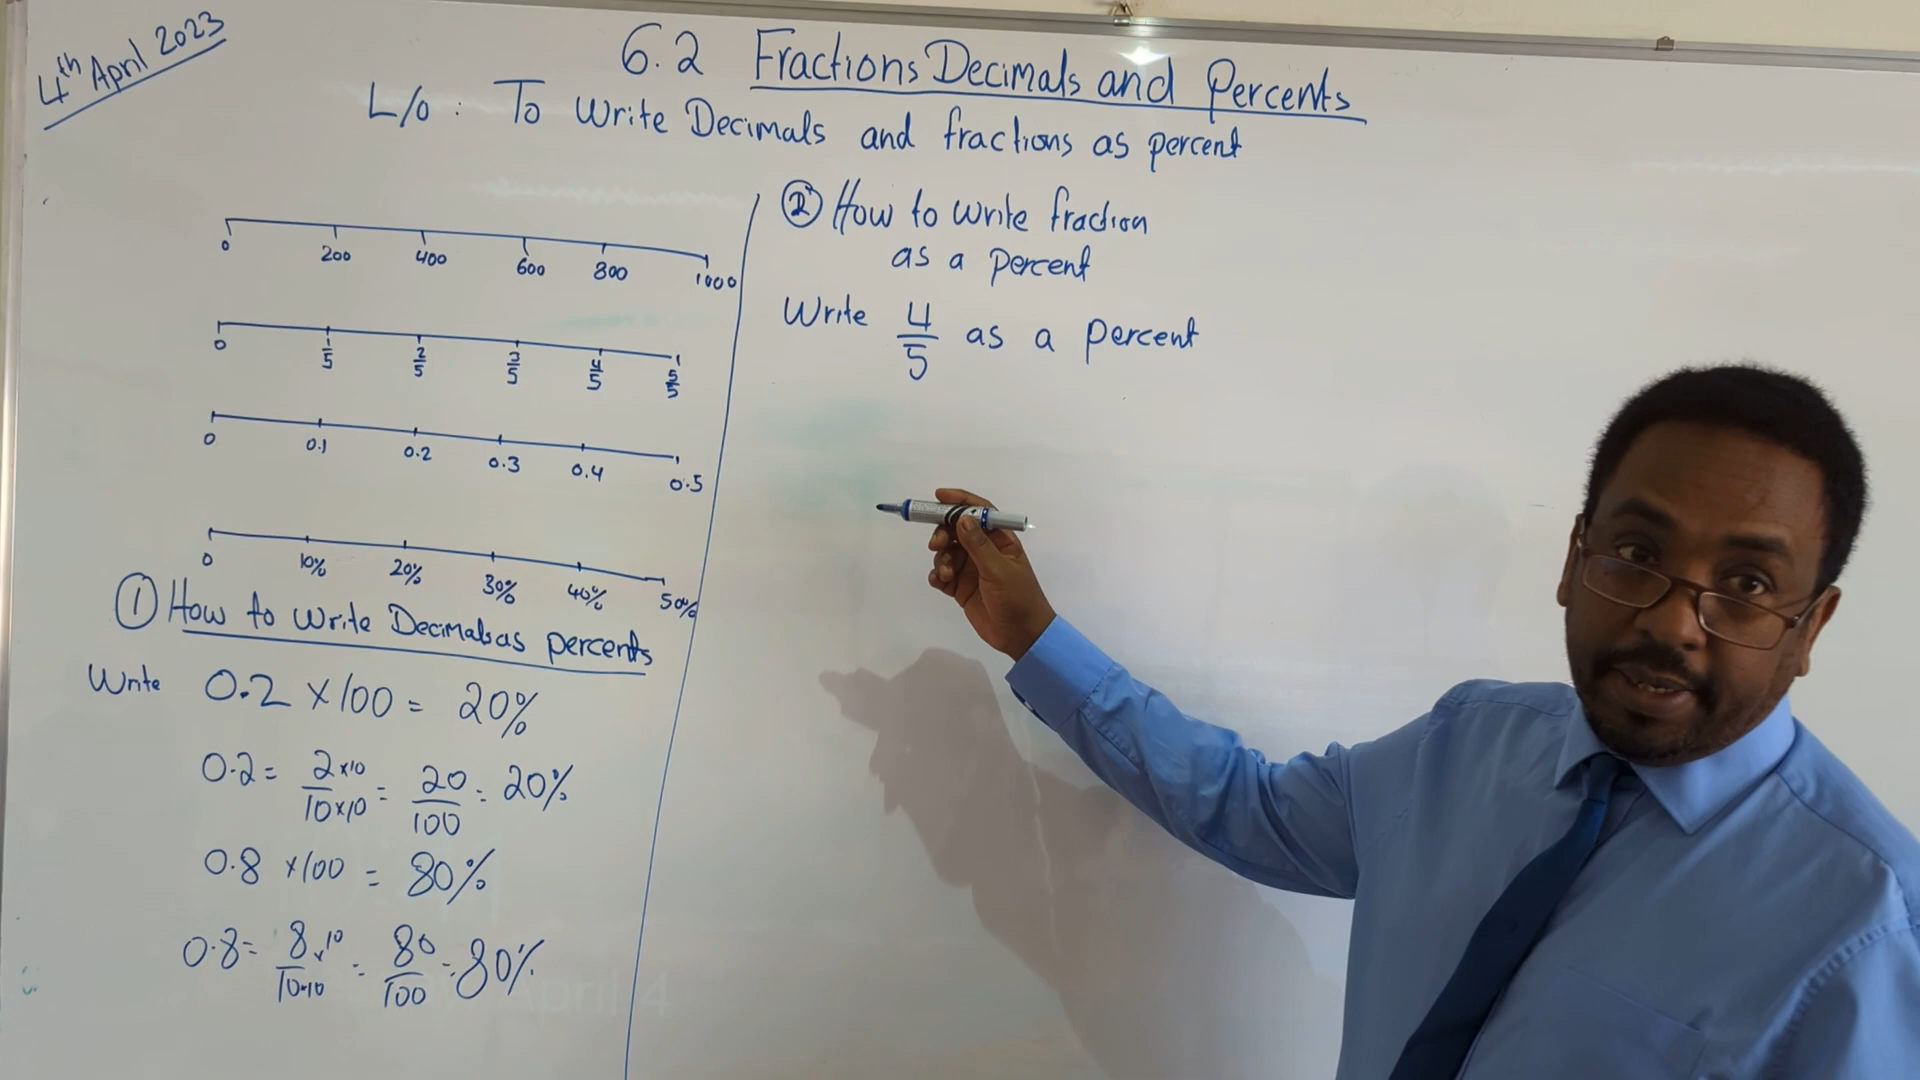 4th April 2023
6.2 Fractions Decimals and Percents
L/o : To Write Decimals and fractions as percent
0 200 400 600 800 1000
0 1/5 2/5 3/5 4/5 5/5
0 0.1 0.2 0.3 0.4 0.5
0 10% 20% 30% 40% 50%
① How to Write Decimals as percents
Write 0.2 × 100 = 20%
0.2 = 2×10/10×10 = 20/100 = 20%
0.8 ×100 = 80%
0.8 = 8×10/10×10 = 80/100 = 80%
② How to Write fraction
as a percent
Write 4/5 as a percent